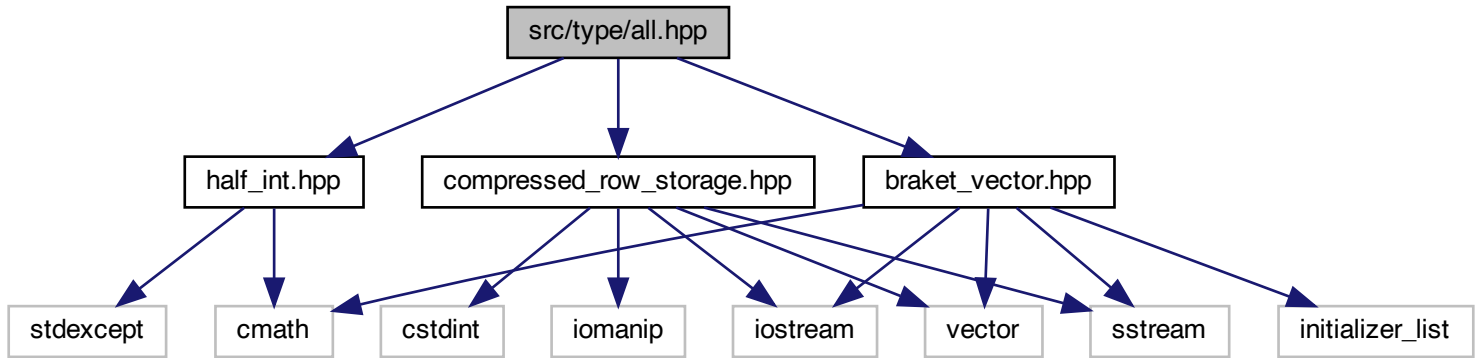 src/type/all.hpp
half_int.hpp
compressed_row_storage.hpp
braket_vector.hpp
stdexcept
cmath
cstdint
iomanip
iostream
vector
sstream
initializer_list